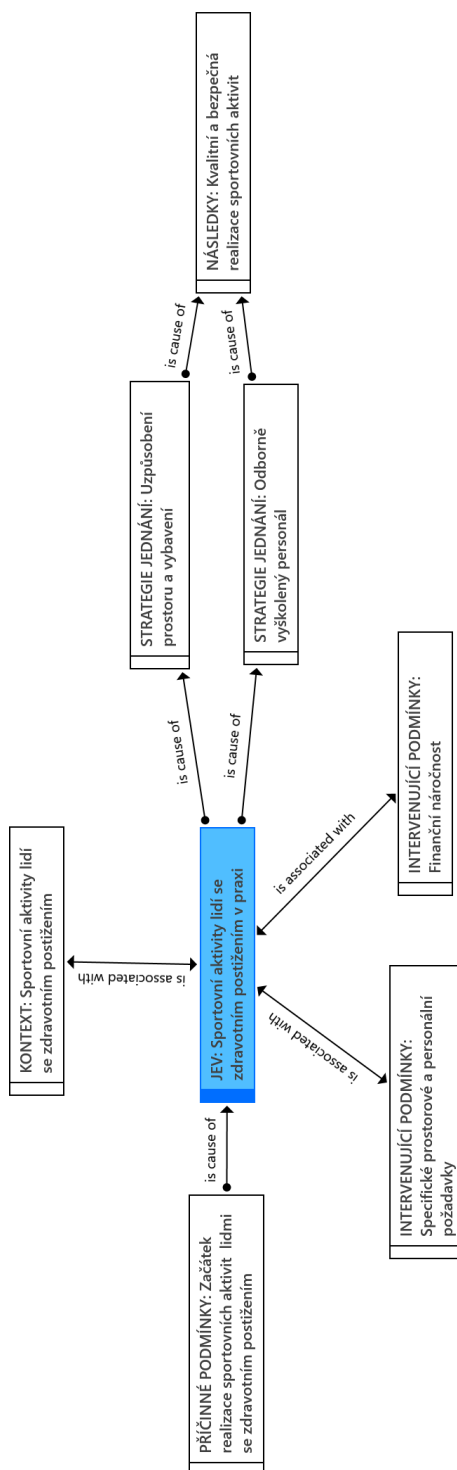 KONTEXT: Sportovní aktivity lidí
se zdravotním postižením
is associated with
PŘÍČINNÉ PODMÍNKY: Začátek
realizace sportovních aktivit lidmi
se zdravotním postižením
is cause of
JEV: Sportovní aktivity lidí se
zdravotním postižením v praxi
is cause of
is cause of
STRATEGIE JEDNÁNÍ: Uzpůsobení
prostoru a vybavení
STRATEGIE JEDNÁNÍ: Odborně
vyškolený personál
is cause of
is cause of
NÁSLEDKY: Kvalitní a bezpečná
realizace sportovních aktivit
is associated with
is associated with
INTERVENUJÍCÍ PODMÍNKY:
Specifické prostorové a personální
požadavky
INTERVENUJÍCÍ PODMÍNKY:
Finanční náročnost